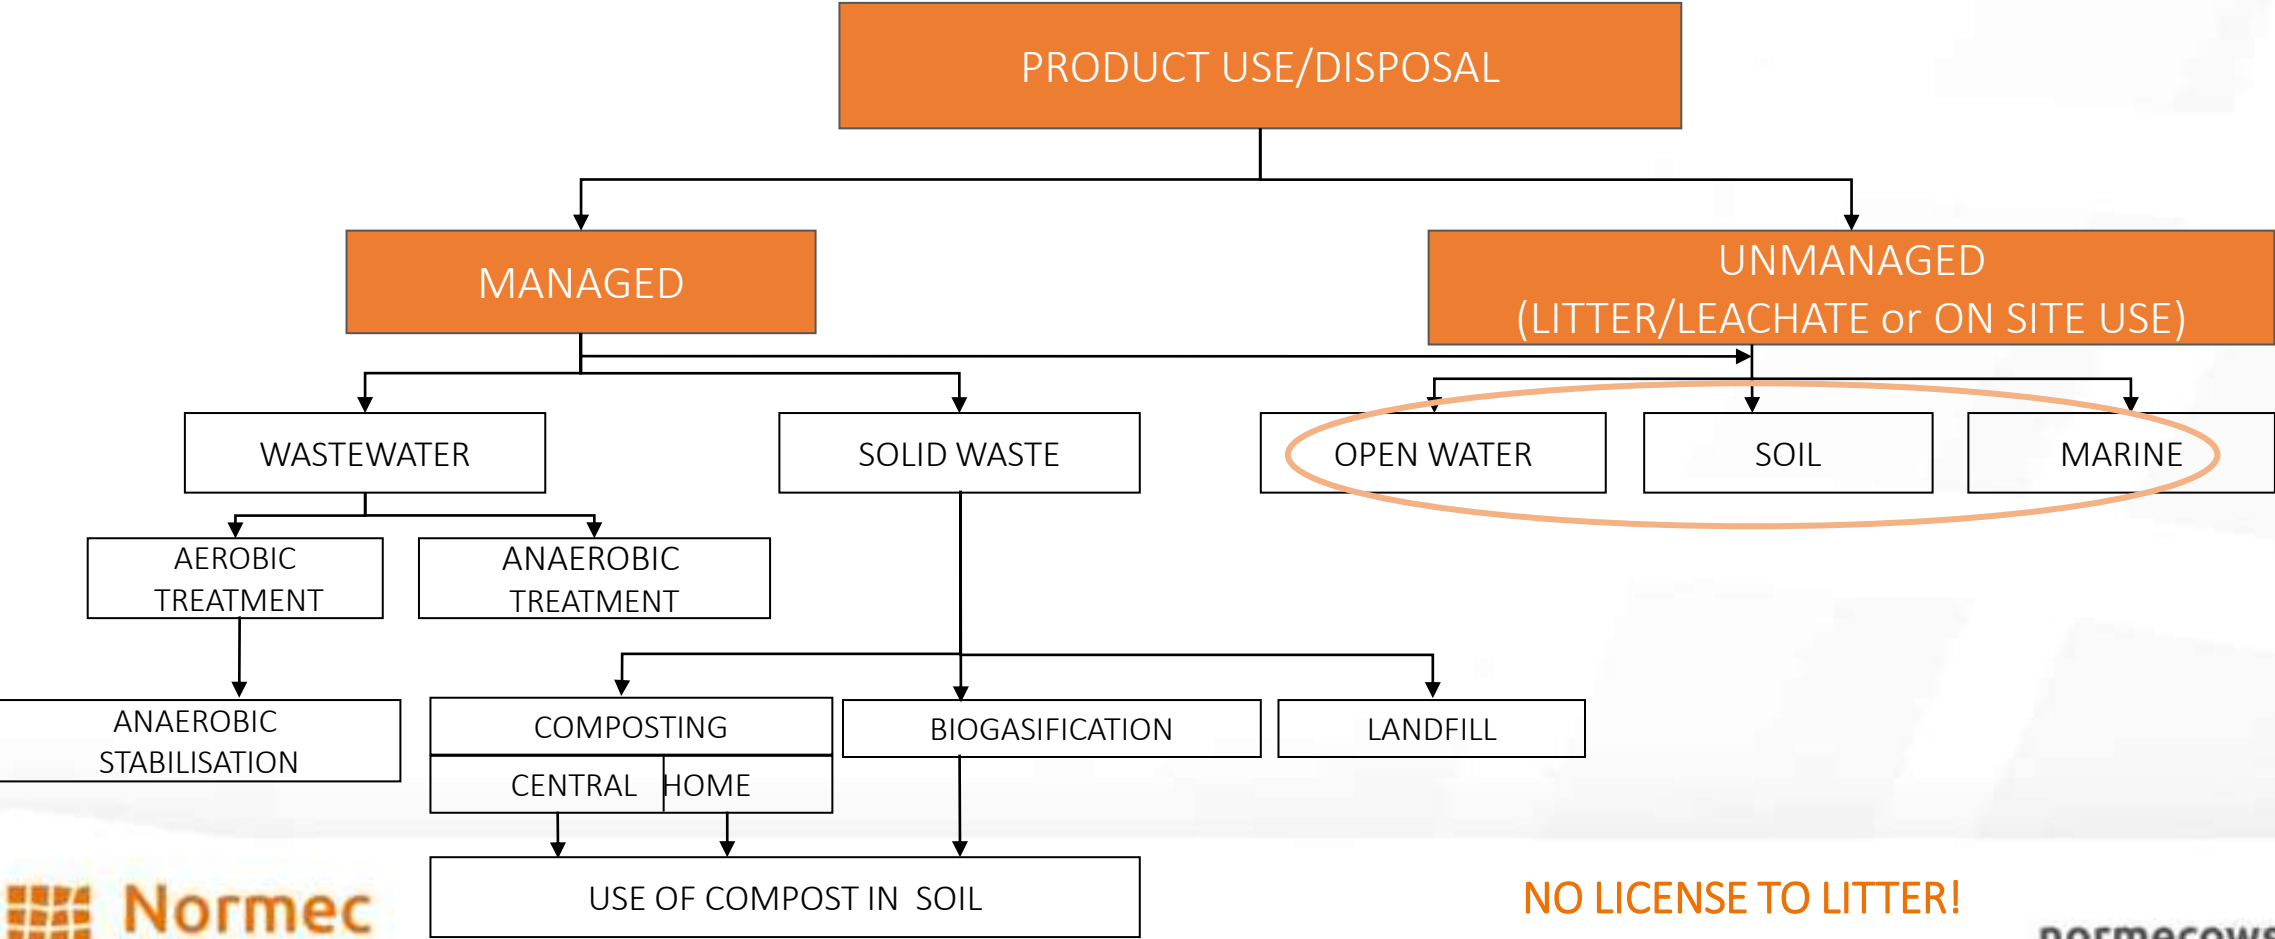 PRODUCT USE/DISPOSAL
MANAGED
UNMANAGED
(LITTER/LEACHATE or ON SITE USE)
WASTEWATER
SOLID WASTE
OPEN WATER
SOIL
MARINE
AEROBIC
TREATMENT
ANAEROBIC
TREATMENT
ANAEROBIC
STABILISATION
COMPOSTING
BIOGASIFICATION
LANDFILL
CENTRAL
HOME
USE OF COMPOST IN SOIL
NO LICENSE TO LITTER!
Normec
normecows